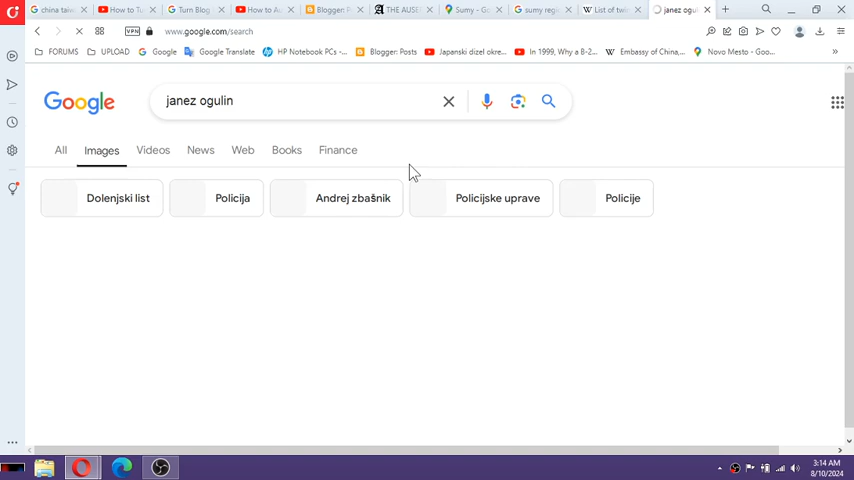 china taiw
How to Tu
Turn Blog
How to Au
Blogger: P
THE AUSE
Sumy - Go
sumy regi
List of twi
janez ogu
VPN www.google.com/search
FORUMS UPLOAD Google Google Translate HP Notebook PCs -... Blogger: Posts Japanski dizel okre... In 1999, Why a B-2... Embassy of China,... Novo Mesto - Goo... »
Google
janez ogulin
All Images Videos News Web Books Finance
Dolenjski list Policija Andrej zbašnik Policijske uprave Policije
3:14 AM
8/10/2024